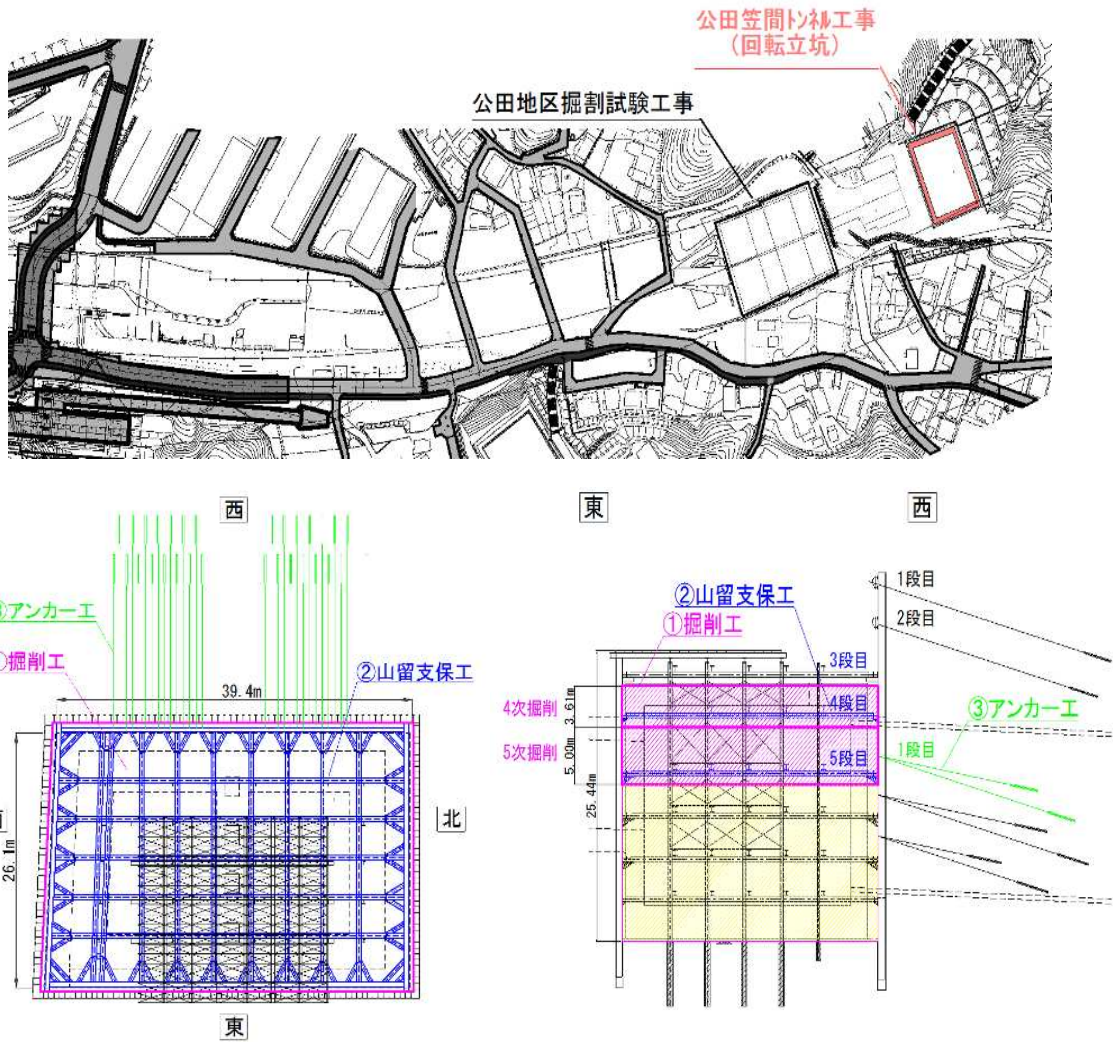 公田笠間トンネル工事
(回転立坑)
公田地区掘割試験工事
西
③アンカー工
①掘削工
39.4m
②山留支保工
26.1m
南
北
東
東
西
②山留支保工
①掘削工
1段目
2段目
3段目
4次掘削
3.61m
4段目
③アンカー工
5次掘削
5.00m
5段目
1段目
25.44m